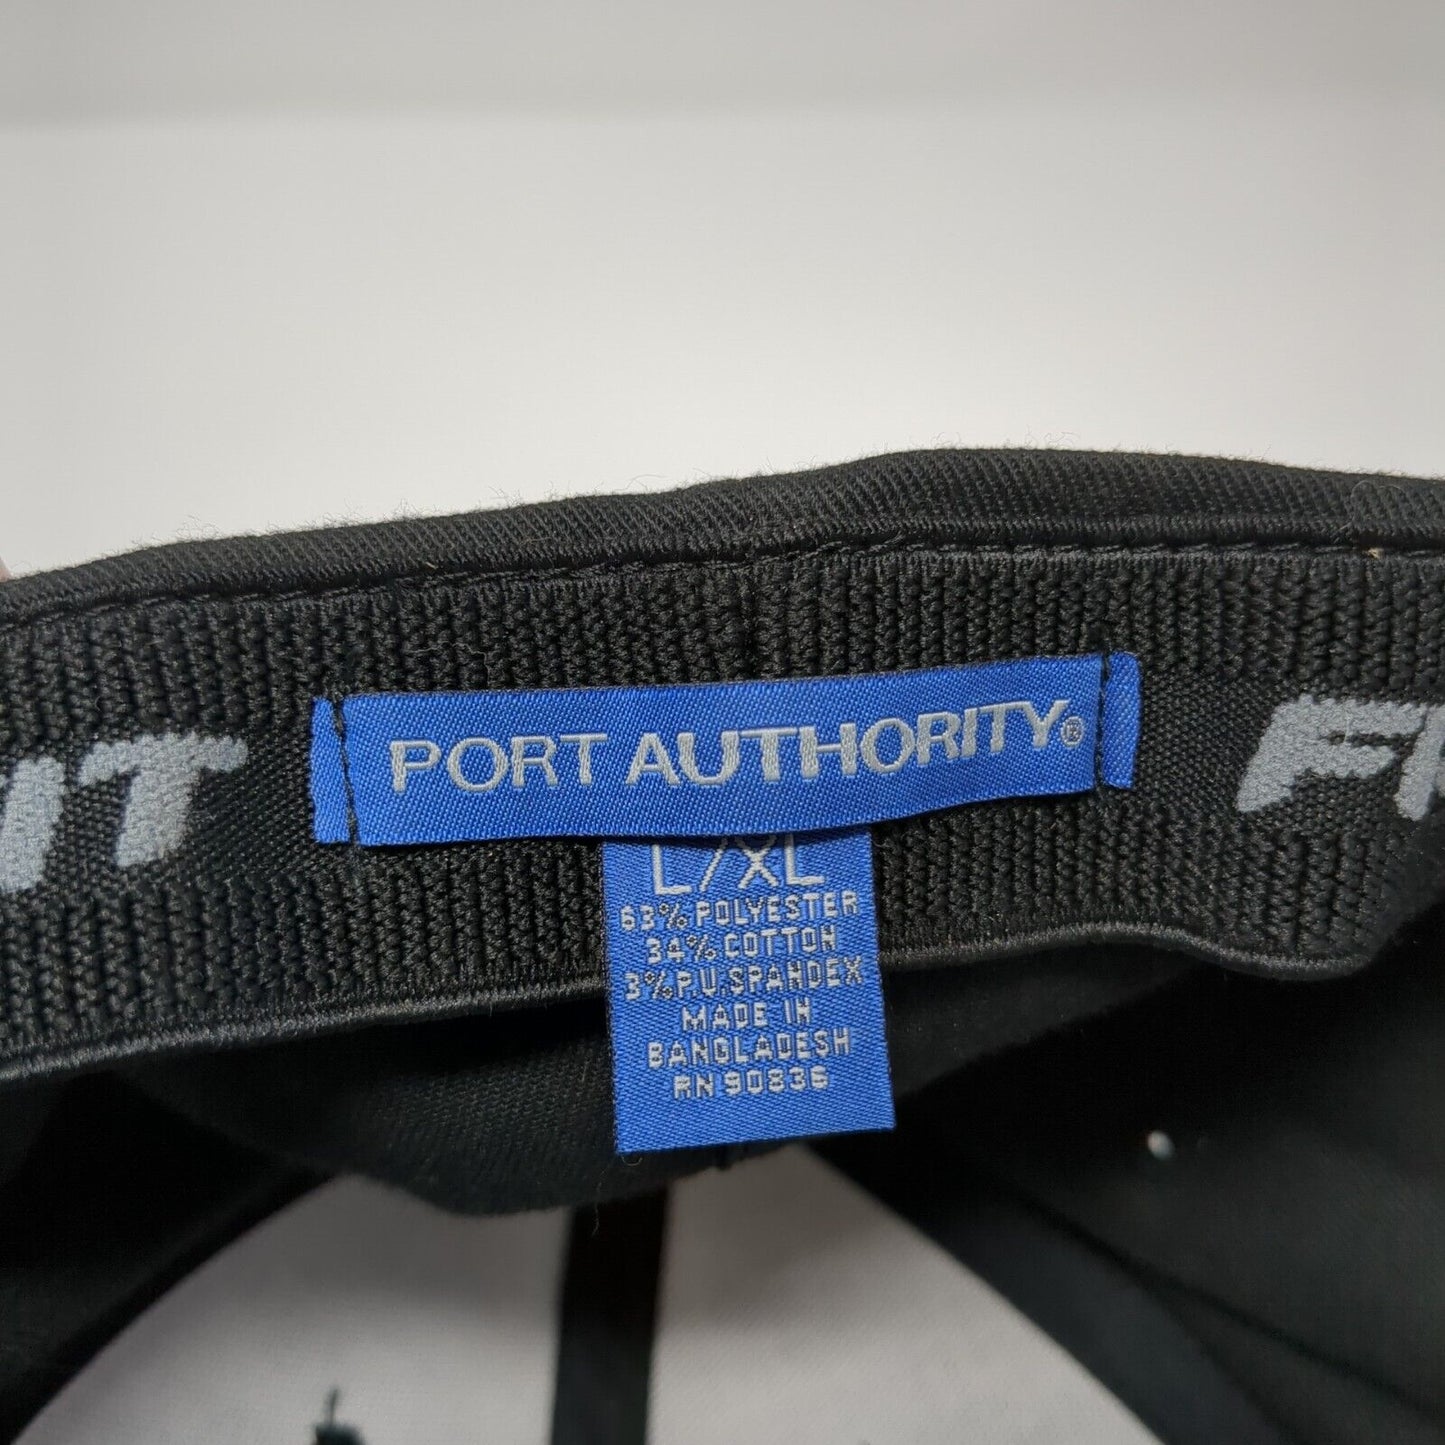 PORT AUTHORITY®
L/XL
63% POLYESTER
34% COTTON
3% P.U. SPANDEX
MADE IN
BANGLADESH
RN 90836